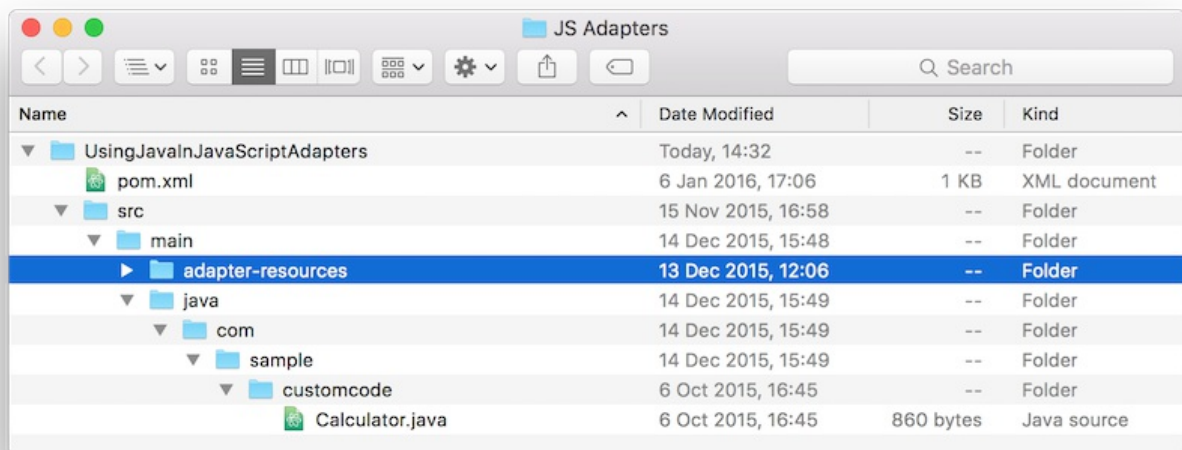 JS Adapters
Search
Name Date Modified Size Kind
UsingJavaInJavaScriptAdapters Today, 14:32 -- Folder
pom.xml 6 Jan 2016, 17:06 1 KB XML document
src 15 Nov 2015, 16:58 -- Folder
main 14 Dec 2015, 15:48 -- Folder
adapter-resources 13 Dec 2015, 12:06 -- Folder
java 14 Dec 2015, 15:49 -- Folder
com 14 Dec 2015, 15:49 -- Folder
sample 14 Dec 2015, 15:49 -- Folder
customcode 6 Oct 2015, 16:45 -- Folder
Calculator.java 6 Oct 2015, 16:45 860 bytes Java source